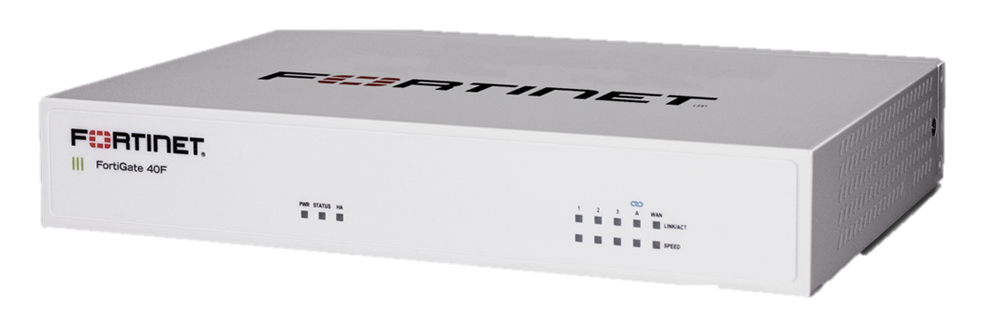 FORTINET
FORTINET®
FortiGate 40F
PWR STATUS HA
1 2 3 A WAN
LINK/ACT
SPEED